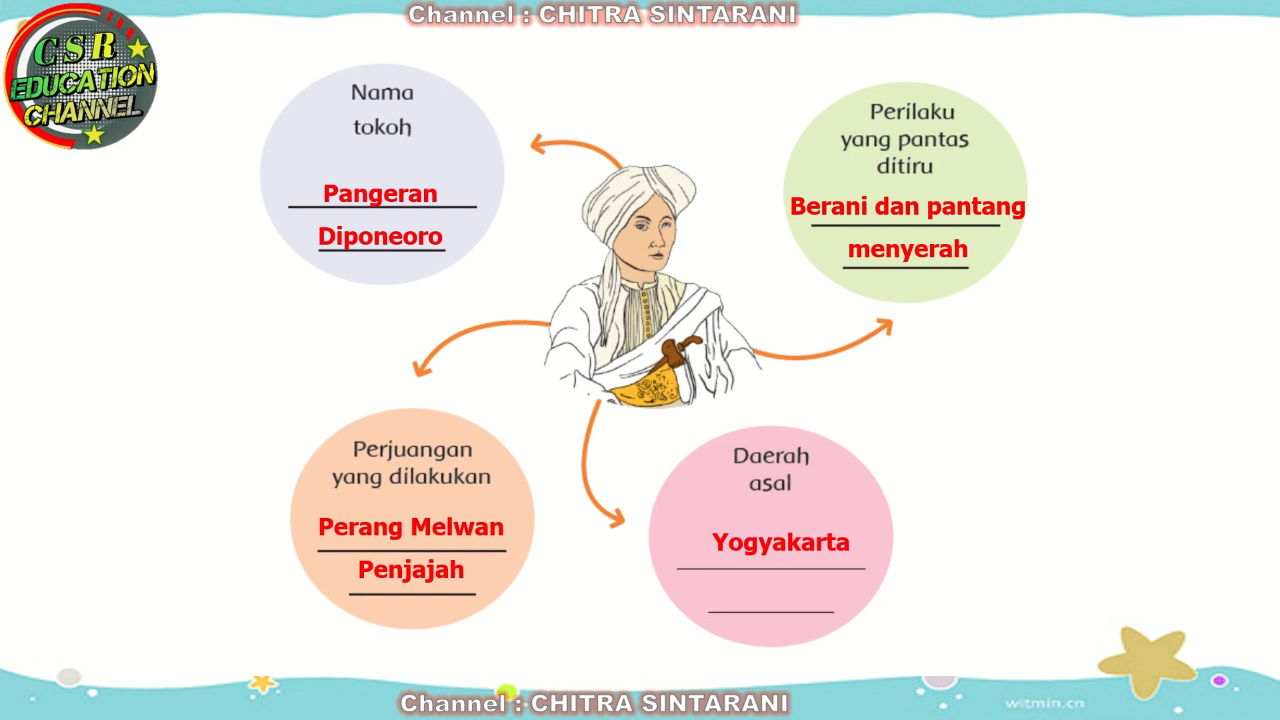 Channel : CHITRA SINTARANI
CSR
EDUCATION
CHANNEL
Nama
tokoh
Pangeran
Diponeoro
Perilaku
yang pantas
ditiru
Berani dan pantang
menyerah
Perjuangan
yang dilakukan
Perang Melwan
Penjajah
Daerah
asal
Yogyakarta
Channel : CHITRA SINTARANI
witmin.cn